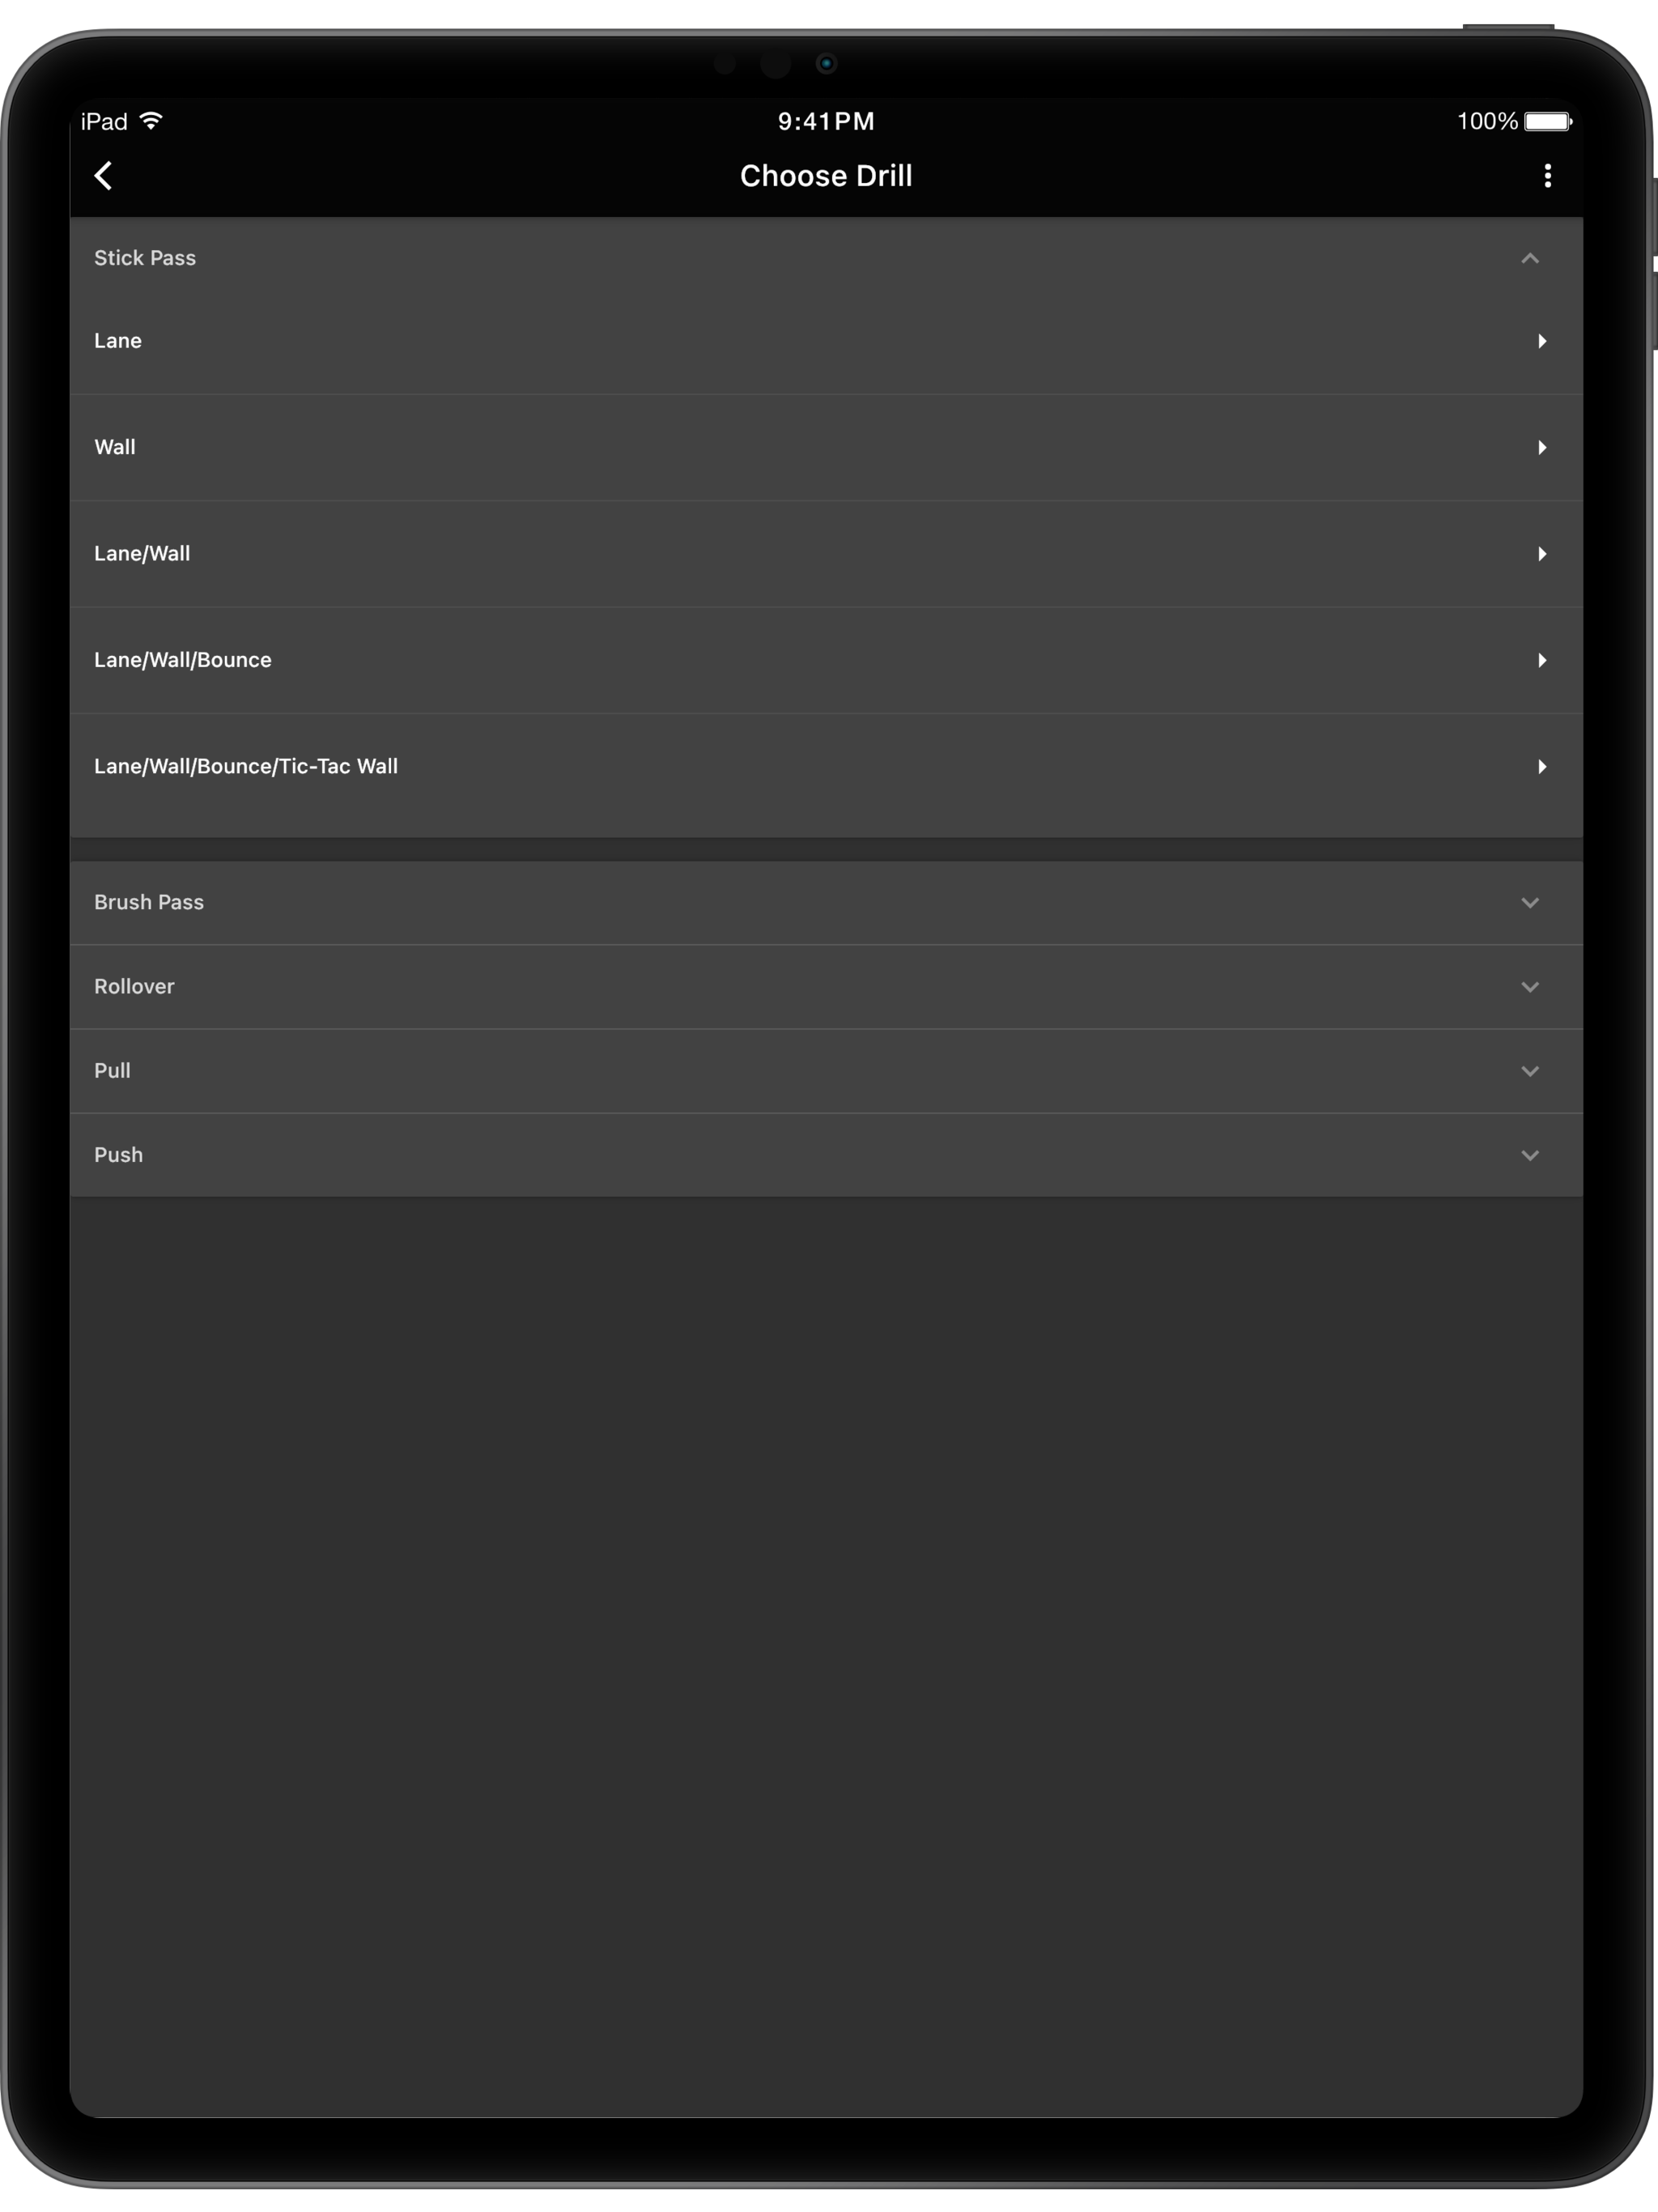 iPad 9:41PM 100%
Choose Drill
Stick Pass
Lane
Wall
Lane/Wall
Lane/Wall/Bounce
Lane/Wall/Bounce/Tic-Tac Wall
Brush Pass
Rollover
Pull
Push